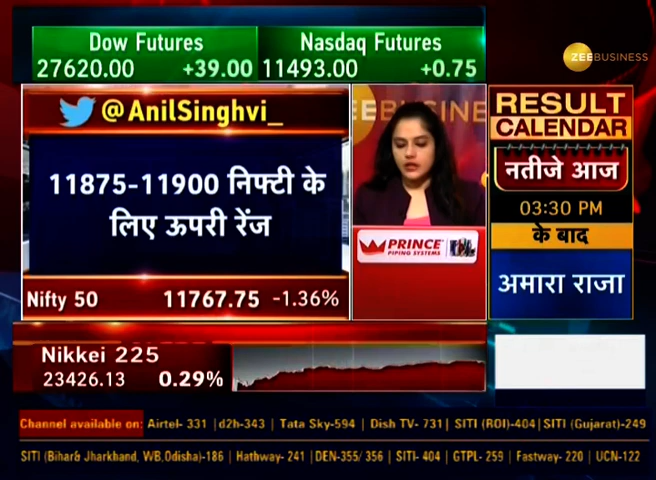 Dow Futures
27620.00 +39.00
Nasdaq Futures
11493.00 +0.75
ZEEBUSINESS
@AnilSinghvi_
11875-11900 निफ्टी के
लिए ऊपरी रेंज
Nifty 50 11767.75 -1.36%
EEBUSINE
PRINCE
PIPING SYSTEMS
RESULT
CALENDAR
नतीजे आज
03:30 PM
के बाद
अमारा राजा
Nikkei 225
23426.13 0.29%
Channel available on: Airtel- 331 |d2h-343 | Tata Sky-594 | Dish TV- 731| SITI (ROI)-404| SITI (Gujarat)-249
SITI (Bihar& Jharkhand, WB,Odisha)-186 | Hathway- 241 |DEN-355/ 356 | SITI- 404 | GTPL- 259 | Fastway- 220 | UCN-122